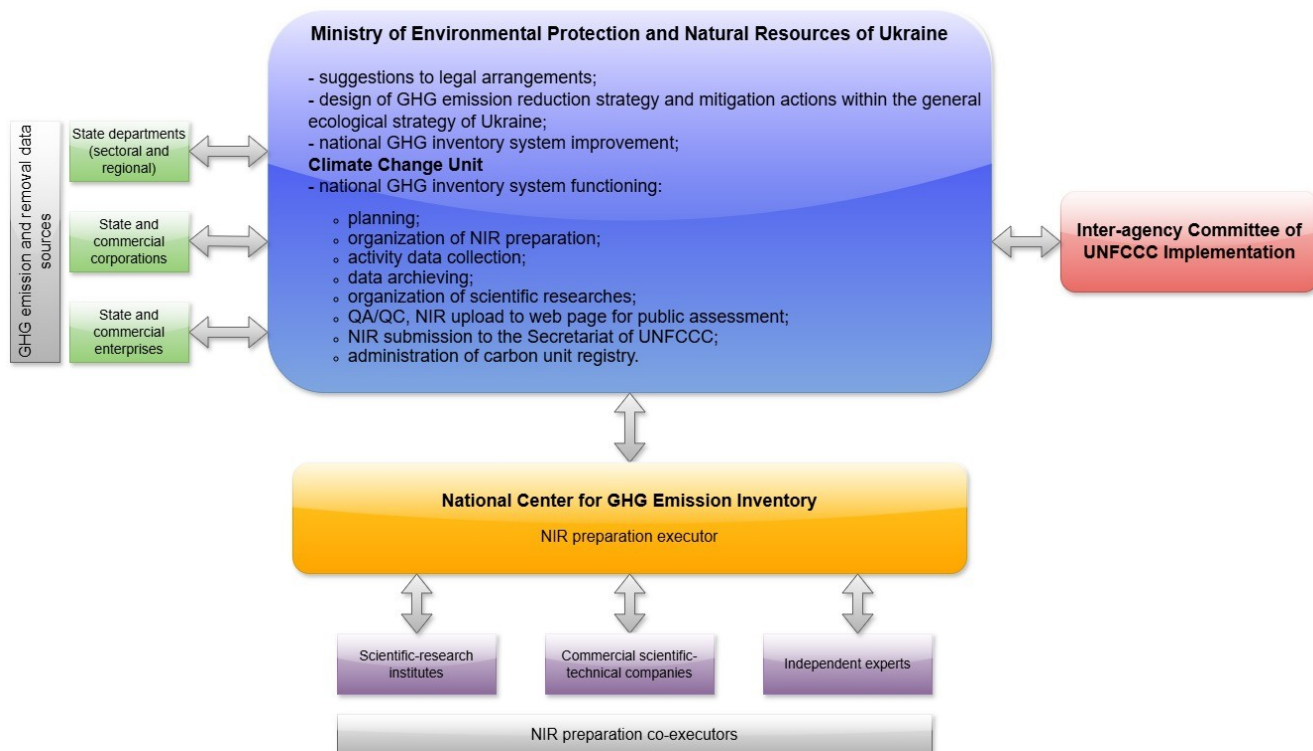 Ministry of Environmental Protection and Natural Resources of Ukraine
- suggestions to legal arrangements;
- design of GHG emission reduction strategy and mitigation actions within the general
ecological strategy of Ukraine;
- national GHG inventory system improvement;
Climate Change Unit
- national GHG inventory system functioning:
planning;
organization of NIR preparation;
activity data collection;
data archieving;
organization of scientific researches;
QA/QC, NIR upload to web page for public assessment;
NIR submission to the Secretariat of UNFCCC;
administration of carbon unit registry.
GHG emission and removal data
sources
State departments
(sectoral and
regional)
State and
commercial
corporations
State and
commercial
enterprises
Inter-agency Committee of
UNFCCC Implementation
National Center for GHG Emission Inventory
NIR preparation executor
Scientific-research
institutes
Commercial scientific-
technical companies
Independent experts
NIR preparation co-executors